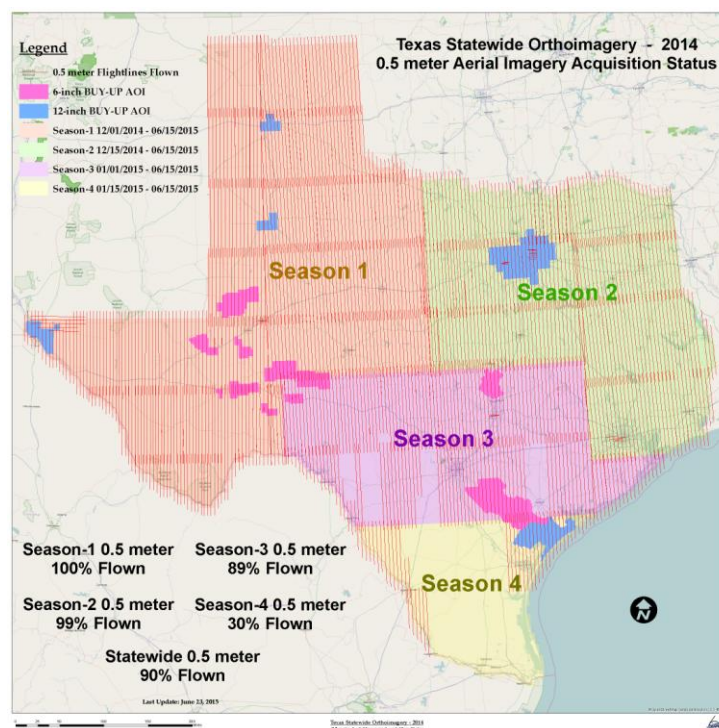 Texas Statewide Orthoimagery - 2014
0.5 meter Aerial Imagery Acquisition Status
Legend
0.5 meter Flightlines Flown
6-inch BUY-UP AOI
12-inch BUY-UP AOI
Season-1 12/01/2014 - 06/15/2015
Season-2 12/15/2014 - 06/15/2015
Season-3 01/01/2015 - 06/15/2015
Season-4 01/15/2015 - 06/15/2015
Season 1
Season 2
Season 3
Season 4
Season-1 0.5 meter
100% Flown
Season-3 0.5 meter
89% Flown
Season-2 0.5 meter
99% Flown
Season-4 0.5 meter
30% Flown
Statewide 0.5 meter
90% Flown
N
Last Update: June 23, 2015
Texas Statewide Orthoimagery - 2014